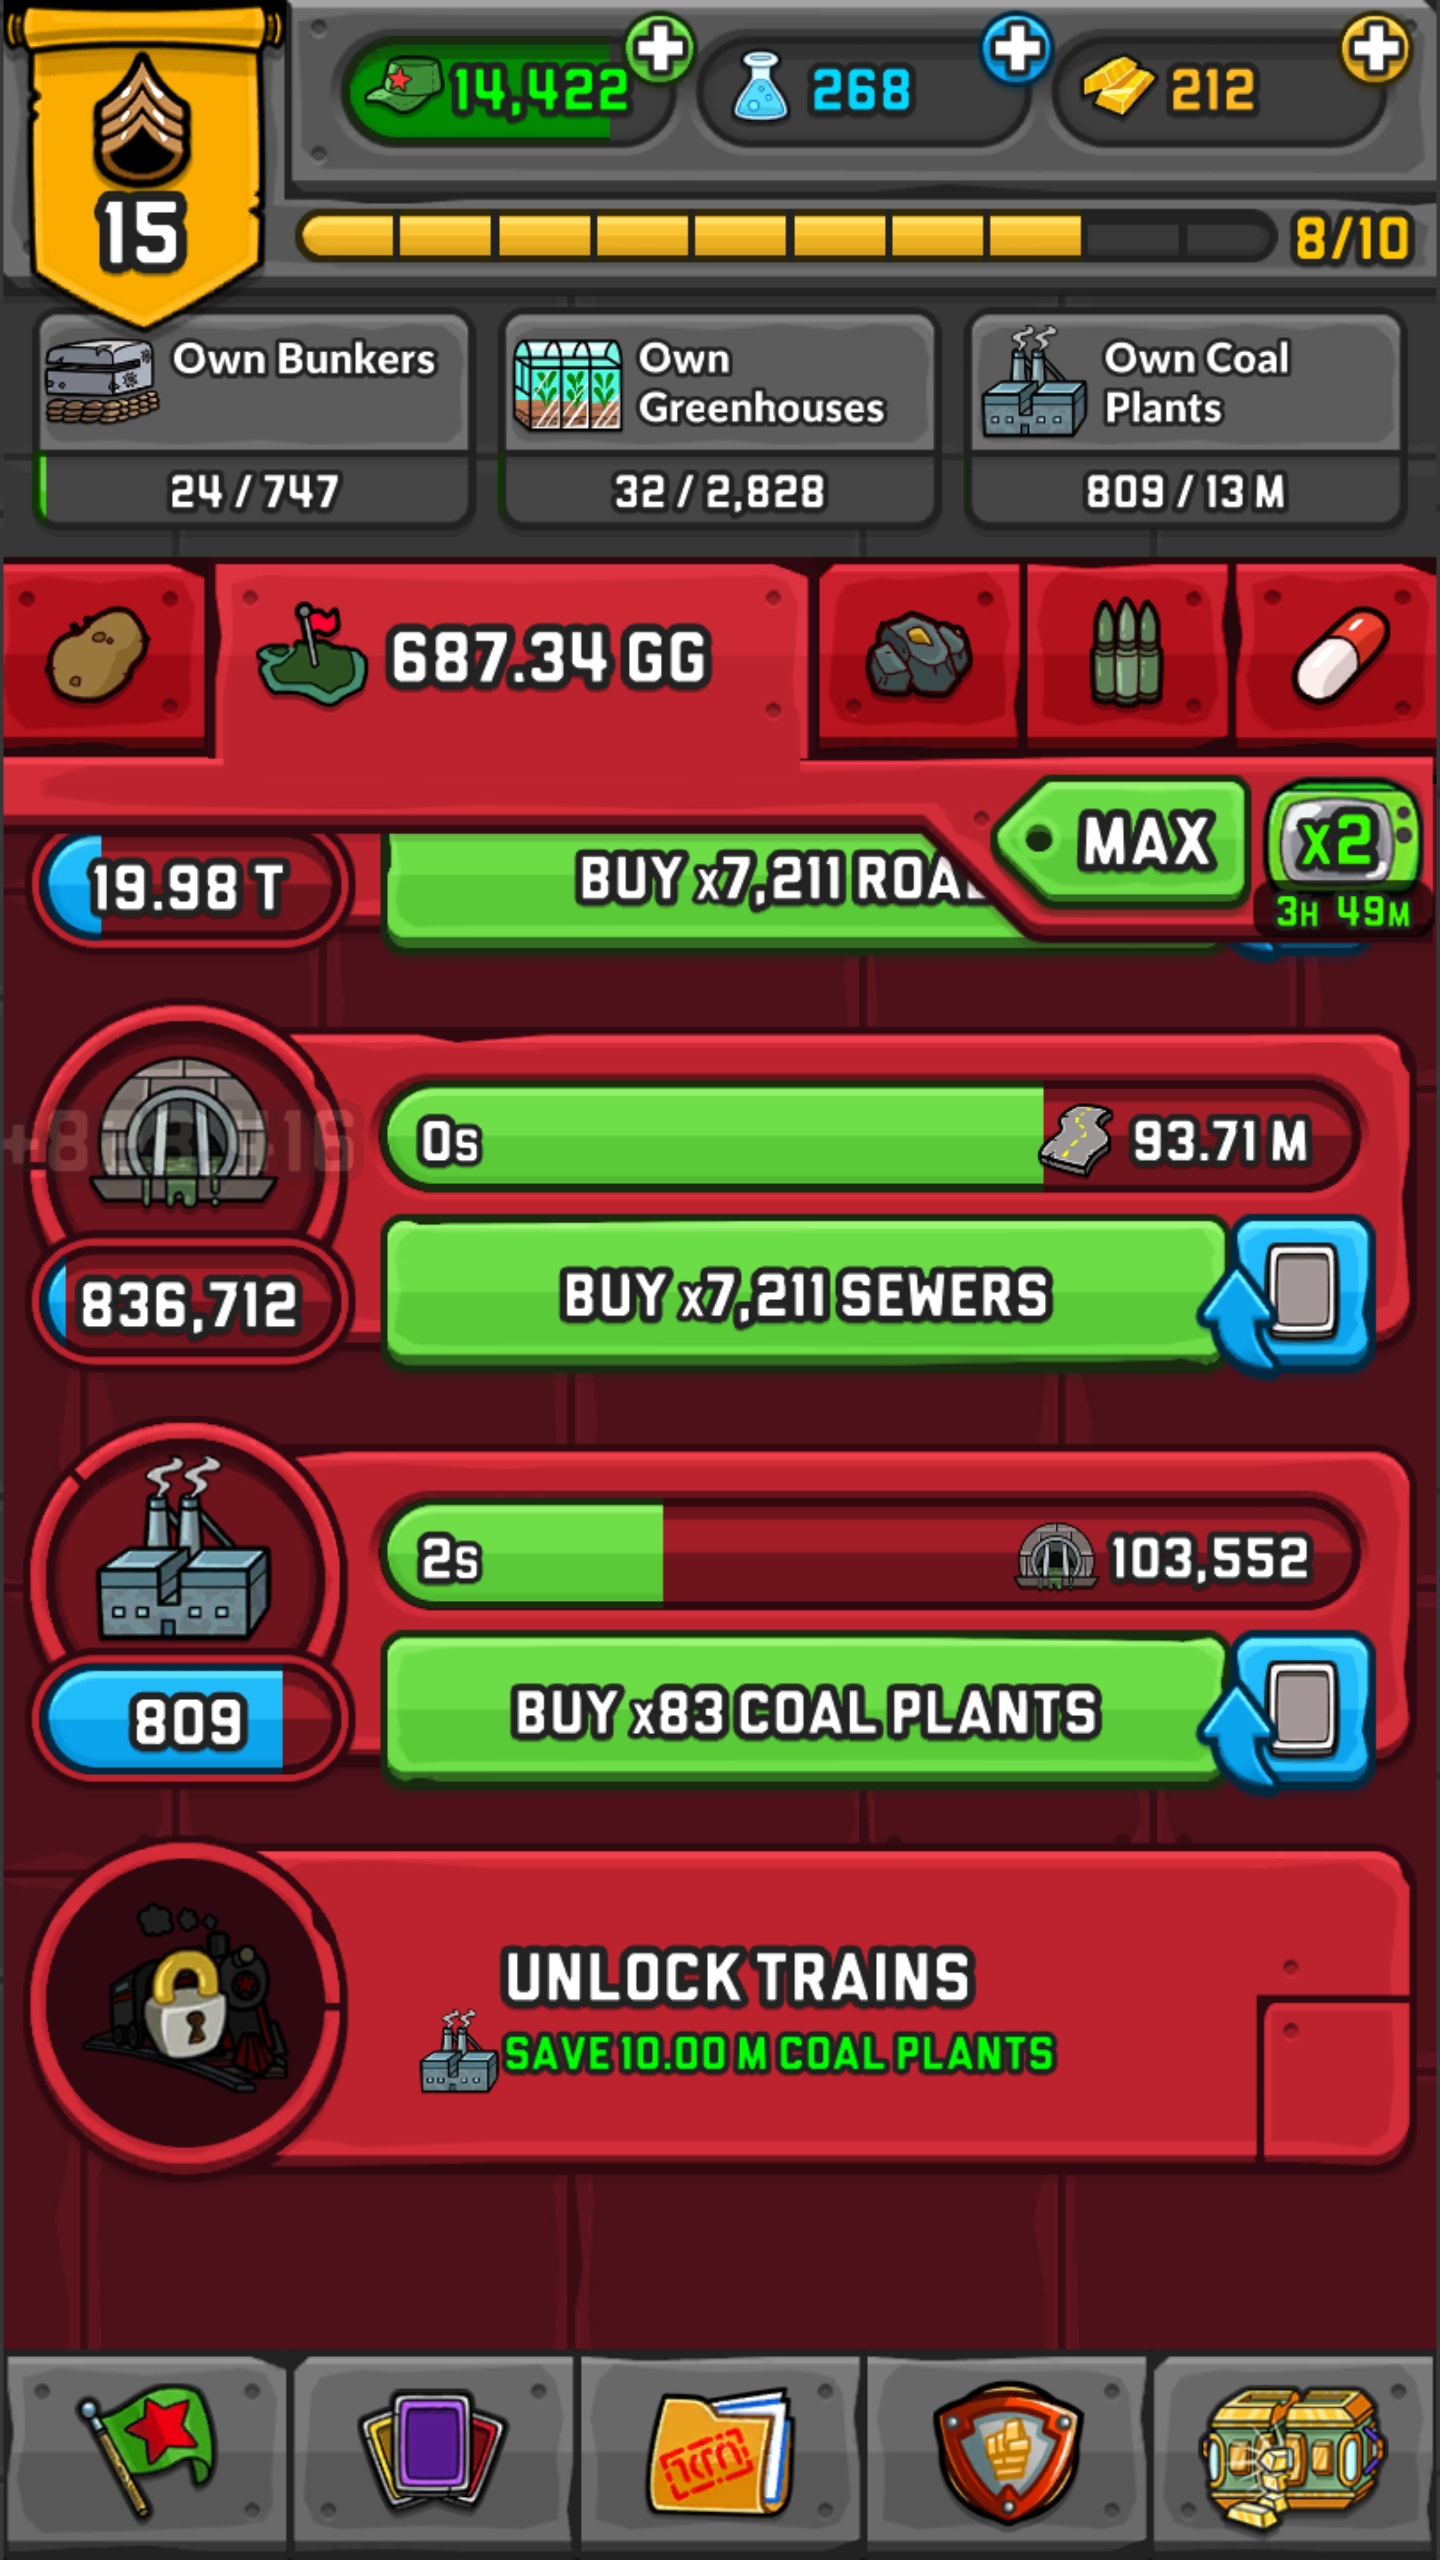 14,422
268
212
15
8/10
Own Bunkers
24 / 747
Own
Greenhouses
32 / 2,828
Own Coal
Plants
809 / 13 M
687.34 GG
MAX
x2
3H 49M
19.98 T
BUY x7,211
0s
93.71 M
836,712
BUY x7,211 SEWERS
2s
103,552
809
BUY x83 COAL PLANTS
UNLOCK TRAINS
SAVE 10.00 M COAL PLANTS